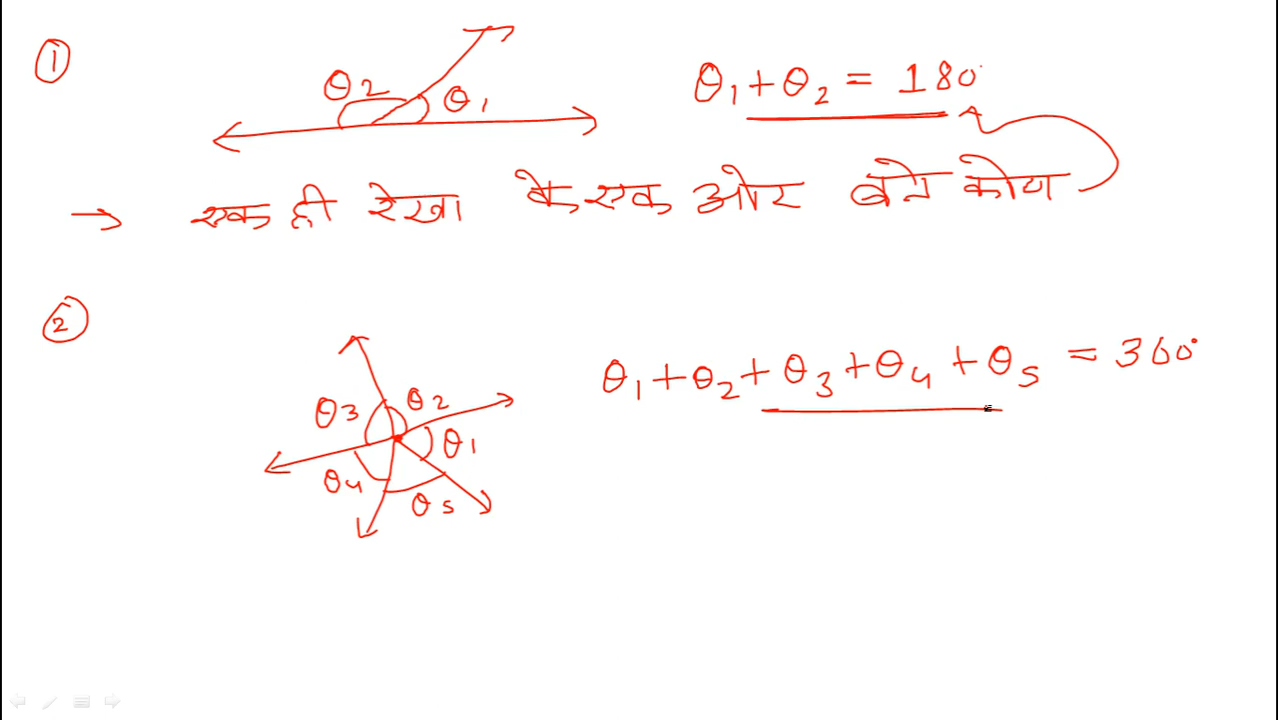 ①
θ2 θ1
θ1 + θ2 = 180°
→ एक ही रेखा के एक ओर बने कोण
②
θ1 + θ2 + θ3 + θ4 + θ5 = 360°
θ3 θ2
θ1
θ4
θ5